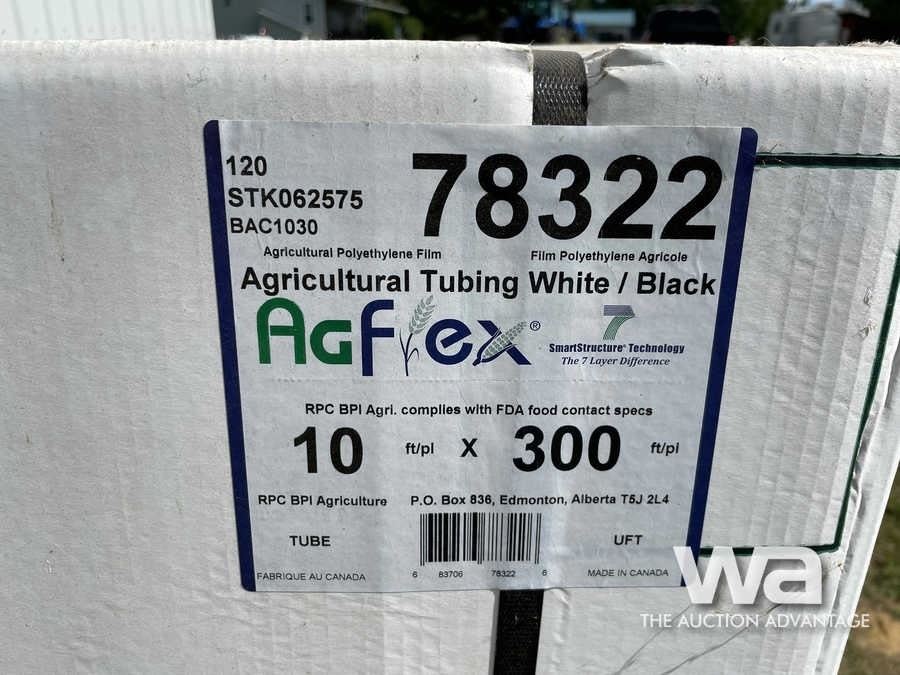 120
STK062575
BAC1030
78322
Agricultural Polyethylene Film
Film Polyethylene Agricole
Agricultural Tubing White / Black
AGFlex®
7
SmartStructure® Technology
The 7 Layer Difference
RPC BPI Agri. complies with FDA food contact specs
10 ft/pi X 300 ft/pi
RPC BPI Agriculture P.O. Box 836, Edmonton, Alberta T5J 2L4
TUBE UFT
6 83706 78322 6
FABRIQUE AU CANADA MADE IN CANADA
wa
THE AUCTION ADVANTAGE